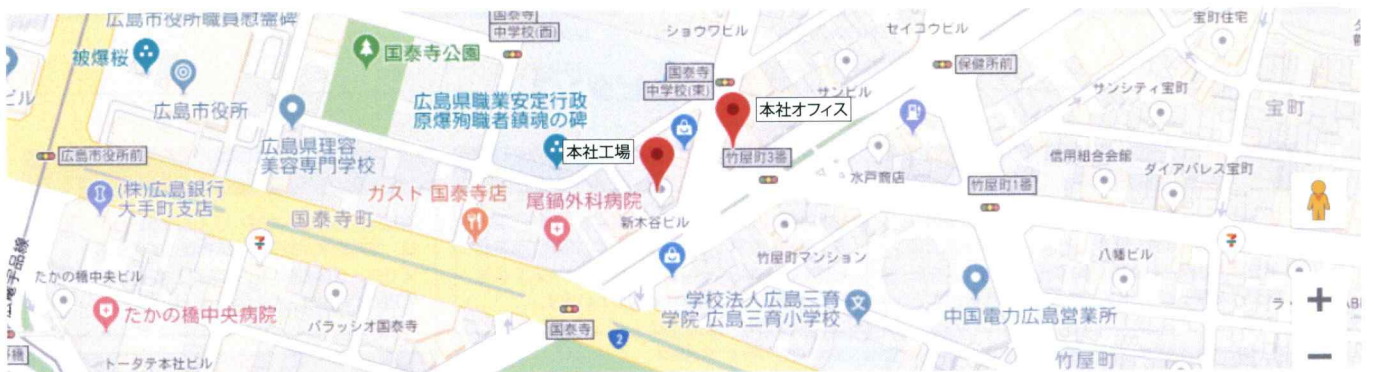 広島市役所職員慰霊碑
国泰寺
中学校(西)
ショウワビル
セイコウビル
宝町住宅
被爆桜
国泰寺公園
国泰寺
中学校(東)
保健所前
ビル
広島市役所
広島県職業安定行政
原爆殉職者鎮魂の碑
サンビル
本社オフィス
サンシティ宝町
宝町
広島県理容
美容専門学校
本社工場
竹屋町3番
広島市役所前
信用組合会館
ダイアパレス宝町
水戸商店
竹屋町1番
(株)広島銀行
大手町支店
ガスト 国泰寺店
尾鍋外科病院
国泰寺町
新木谷ビル
竹屋町マンション
八幡ビル
たかの橋中央ビル
学校法人広島三育
学院 広島三育小学校
中国電力広島営業所
たかの橋中央病院
バラッシオ国泰寺
国泰寺
2
トータテ本社ビル
竹屋町